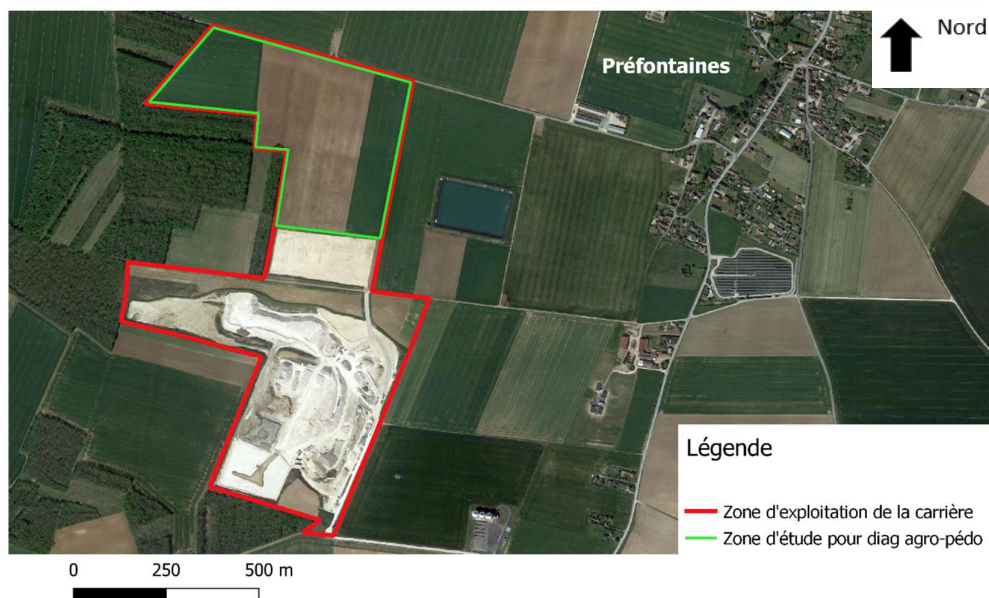 Nord
Préfontaines
Légende
Zone d'exploitation de la carrière
Zone d'étude pour diag agro-pédo
0 250 500 m